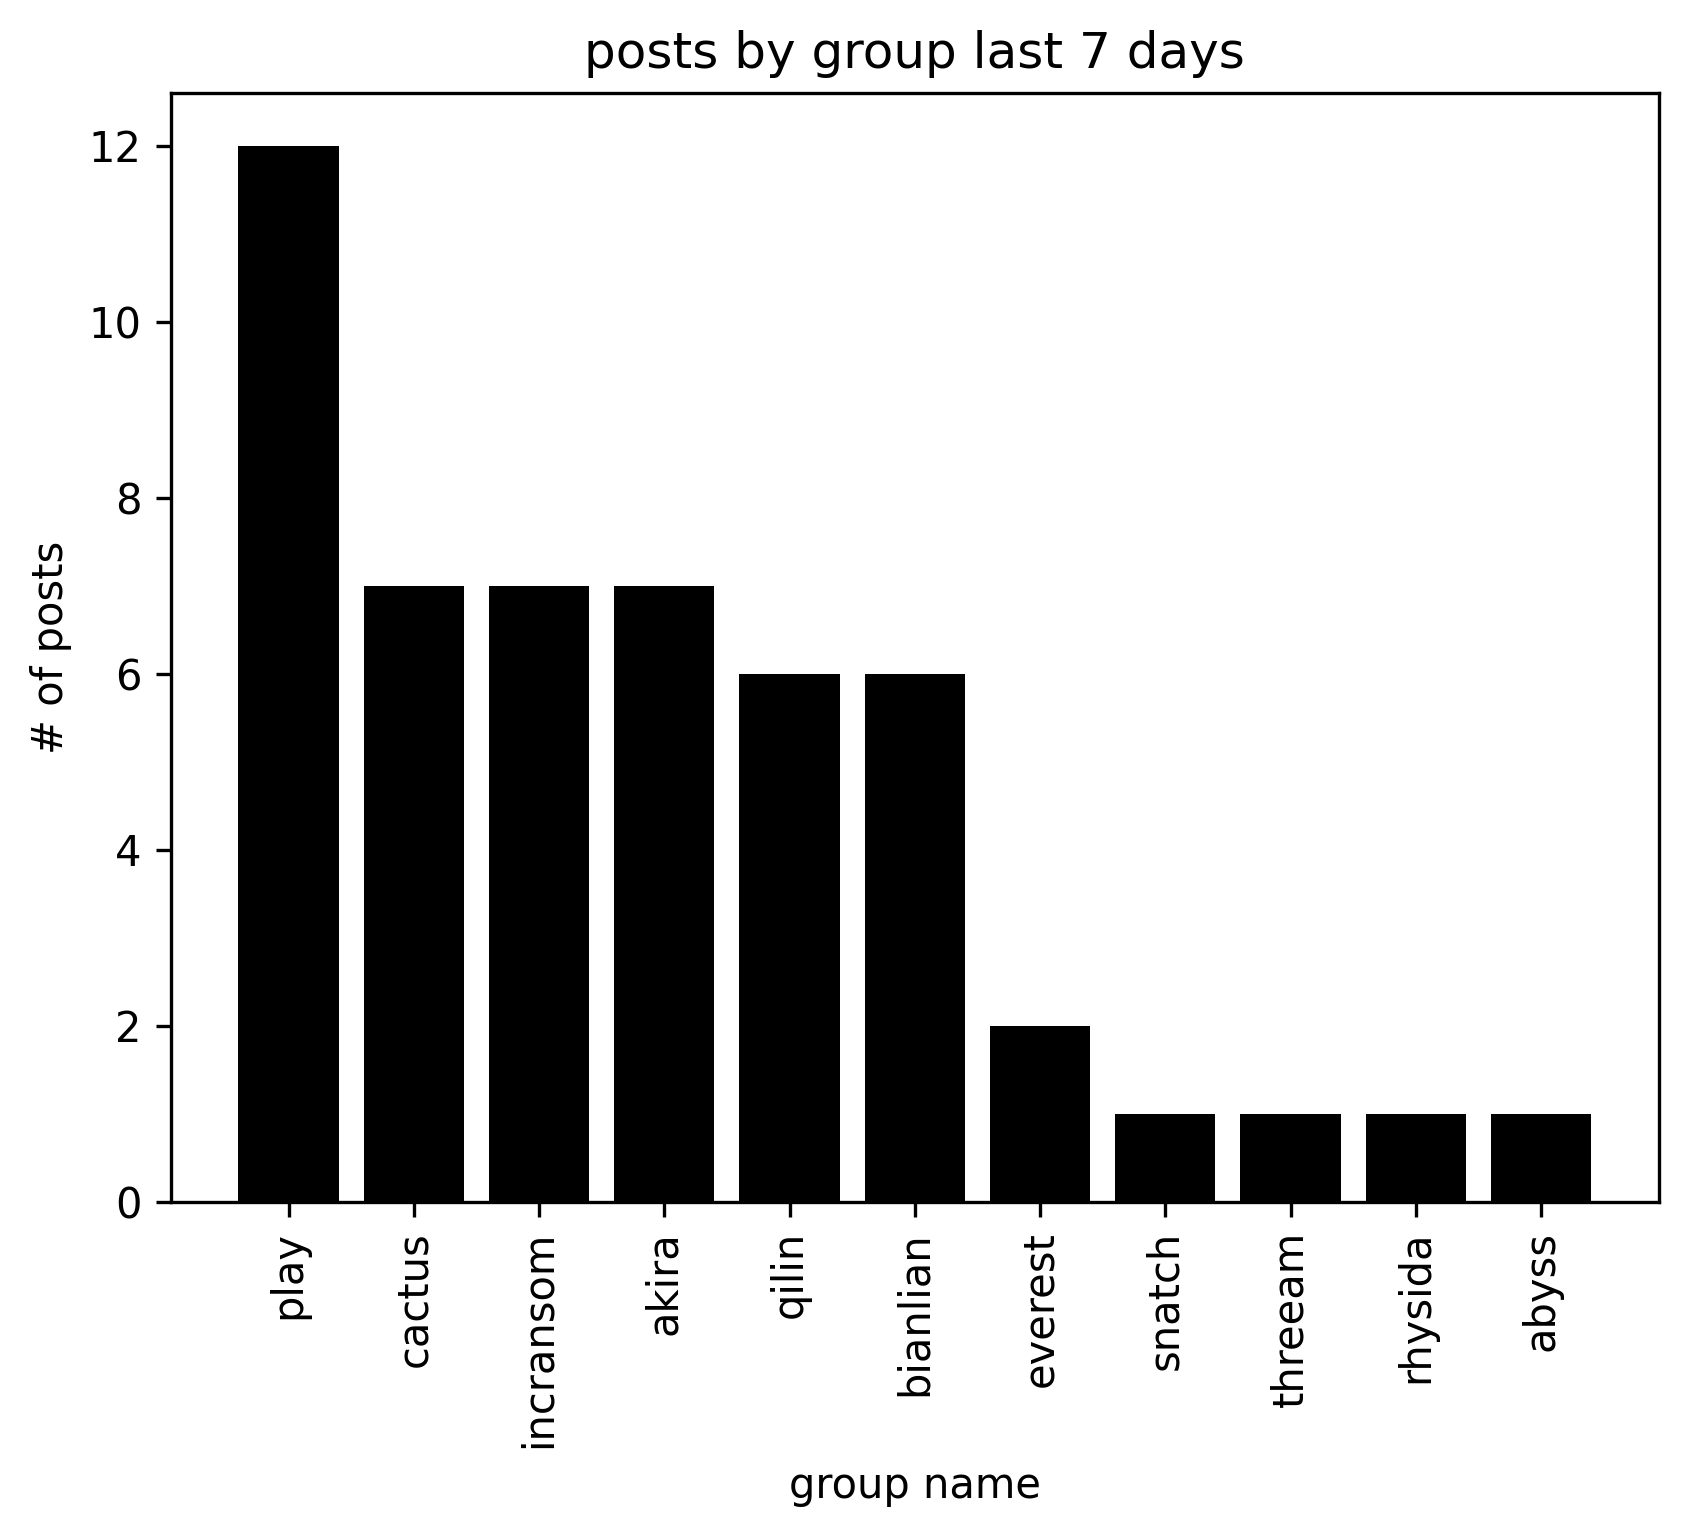 posts by group last 7 days
12
10
8
6
4
2
0
# of posts
play
cactus
incransom
akira
qilin
bianlian
everest
snatch
threeam
rhysida
abyss
group name